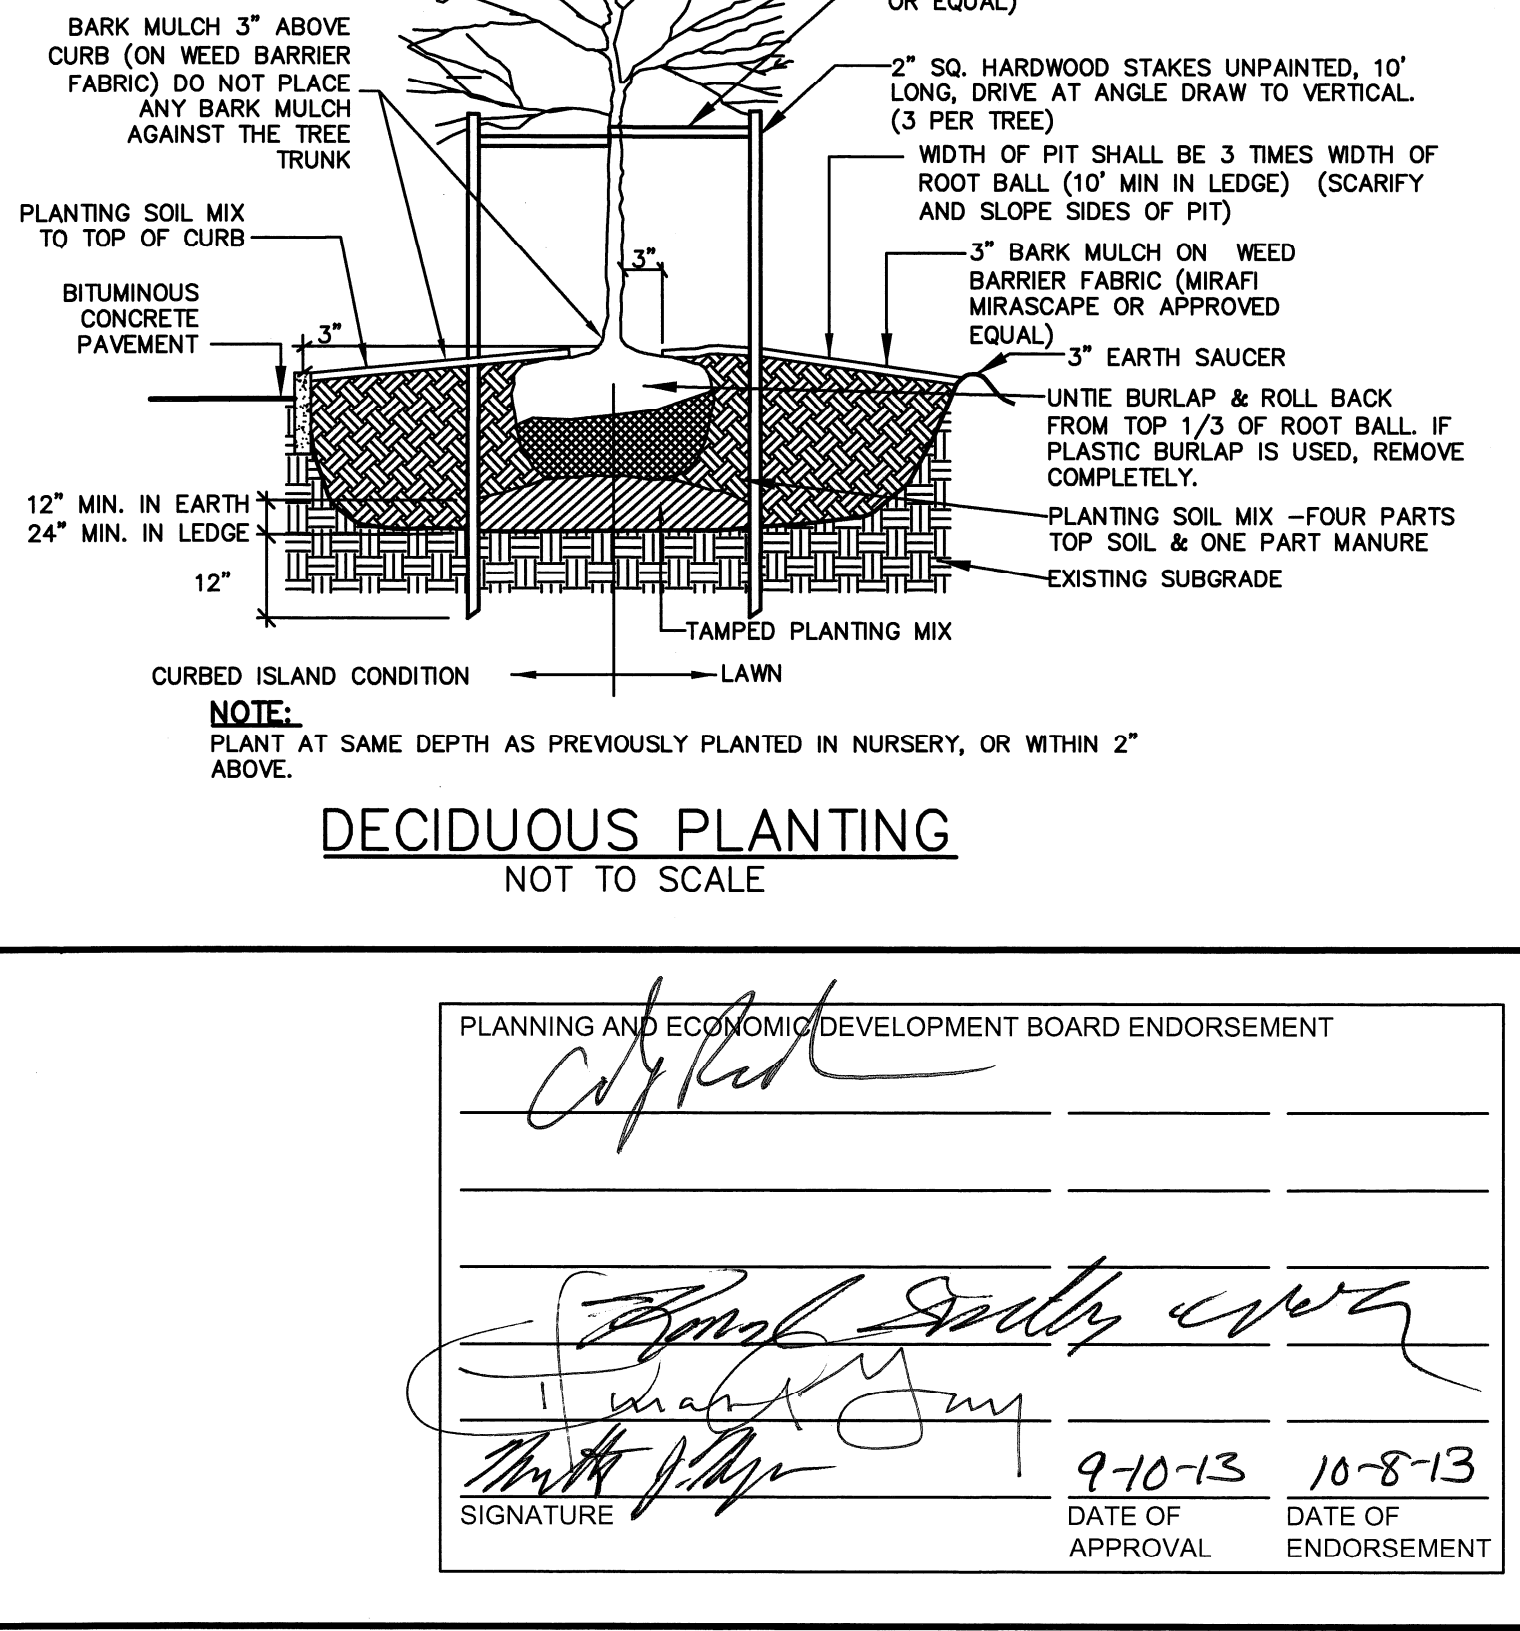 OR EQUAL)
BARK MULCH 3" ABOVE
CURB (ON WEED BARRIER
FABRIC) DO NOT PLACE
ANY BARK MULCH
AGAINST THE TREE
TRUNK
2" SQ. HARDWOOD STAKES UNPAINTED, 10'
LONG, DRIVE AT ANGLE DRAW TO VERTICAL.
(3 PER TREE)
WIDTH OF PIT SHALL BE 3 TIMES WIDTH OF
ROOT BALL (10' MIN IN LEDGE) (SCARIFY
AND SLOPE SIDES OF PIT)
PLANTING SOIL MIX
TO TOP OF CURB
3"
3" BARK MULCH ON WEED
BARRIER FABRIC (MIRAFI
MIRASCAPE OR APPROVED
EQUAL)
BITUMINOUS
CONCRETE
PAVEMENT
3"
3" EARTH SAUCER
UNTIE BURLAP & ROLL BACK
FROM TOP 1/3 OF ROOT BALL. IF
PLASTIC BURLAP IS USED, REMOVE
COMPLETELY.
12" MIN. IN EARTH
24" MIN. IN LEDGE
PLANTING SOIL MIX -FOUR PARTS
TOP SOIL & ONE PART MANURE
12"
EXISTING SUBGRADE
TAMPED PLANTING MIX
CURBED ISLAND CONDITION
LAWN
NOTE:
PLANT AT SAME DEPTH AS PREVIOUSLY PLANTED IN NURSERY, OR WITHIN 2"
ABOVE.
DECIDUOUS PLANTING
NOT TO SCALE
PLANNING AND ECONOMIC DEVELOPMENT BOARD ENDORSEMENT
9-10-13 10-8-13
SIGNATURE
DATE OF
APPROVAL
DATE OF
ENDORSEMENT